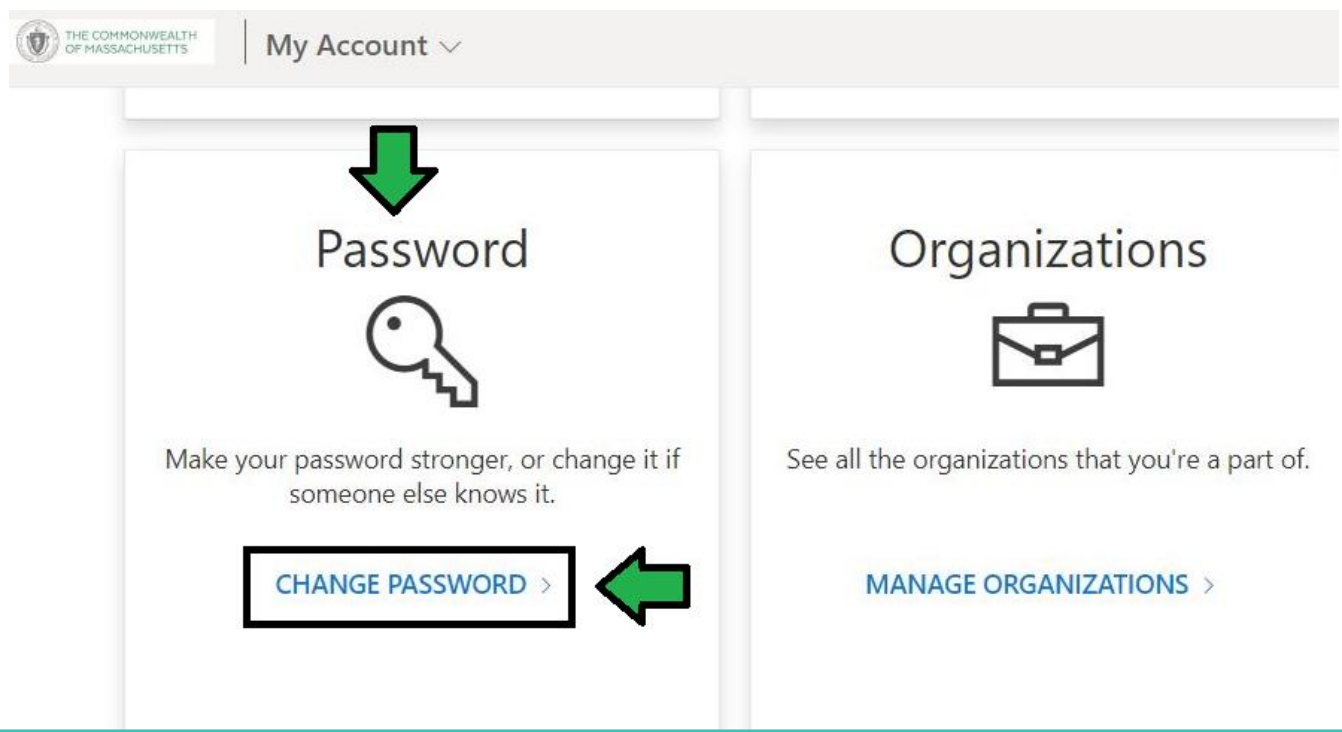 THE COMMONWEALTH
OF MASSACHUSETTS
My Account
Password
Make your password stronger, or change it if
someone else knows it.
CHANGE PASSWORD >
Organizations
See all the organizations that you're a part of.
MANAGE ORGANIZATIONS >